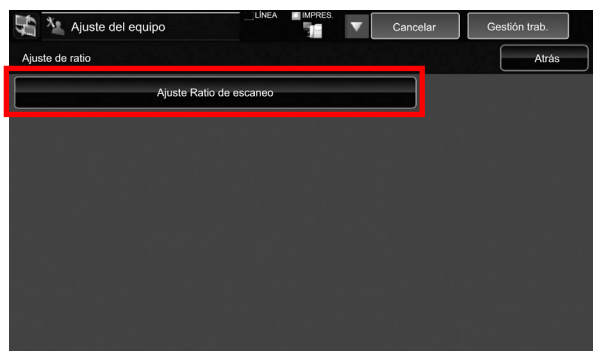 Ajuste del equipo
LÍNEA
IMPRES.
Cancelar
Gestión trab.
Ajuste de ratio
Atrás
Ajuste Ratio de escaneo